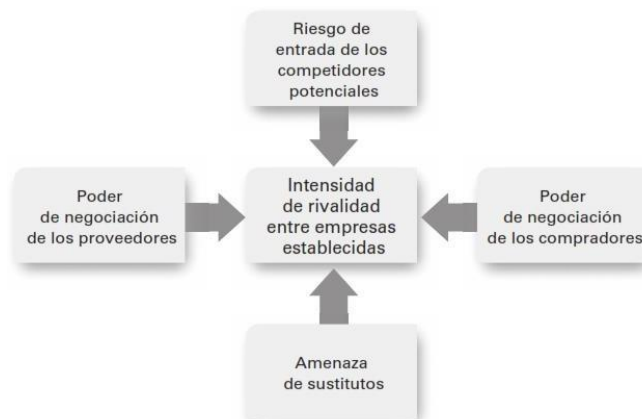 Riesgo de
entrada de los
competidores
potenciales
Poder
de negociación
de los proveedores
Intensidad
de rivalidad
entre empresas
establecidas
Poder
de negociación
de los compradores
Amenaza
de sustitutos